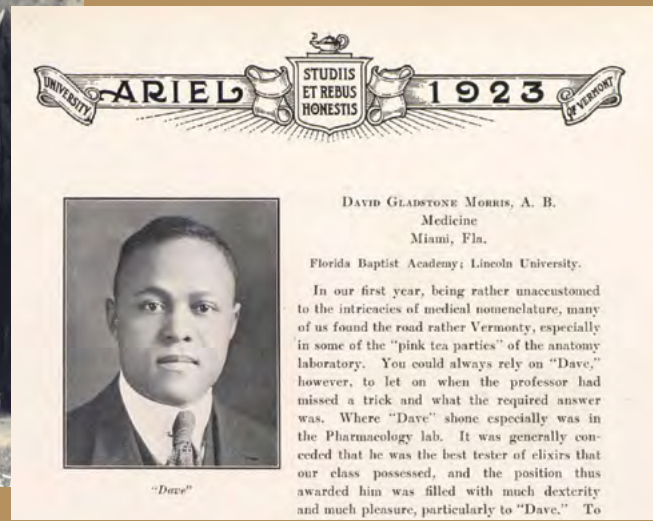 UNIVERSITY ARIEL STUDIIS ET REBUS HONESTIS 1923 OF VERMONT
DAVID GLADSTONE MORRIS, A. B.
Medicine
Miami, Fla.
Florida Baptist Academy; Lincoln University.
In our first year, being rather unaccustomed
to the intricacies of medical nomenclature, many
of us found the road rather Vermonty, especially
in some of the "pink tea parties" of the anatomy
laboratory. You could always rely on "Dave,"
however, to let on when the professor had
missed a trick and what the required answer
was. Where "Dave" shone especially was in
the Pharmacology lab. It was generally con-
ceded that he was the best tester of elixirs that
our class possessed, and the position thus
awarded him was filled with much dexterity
and much pleasure, particularly to "Dave." To
"Dave"